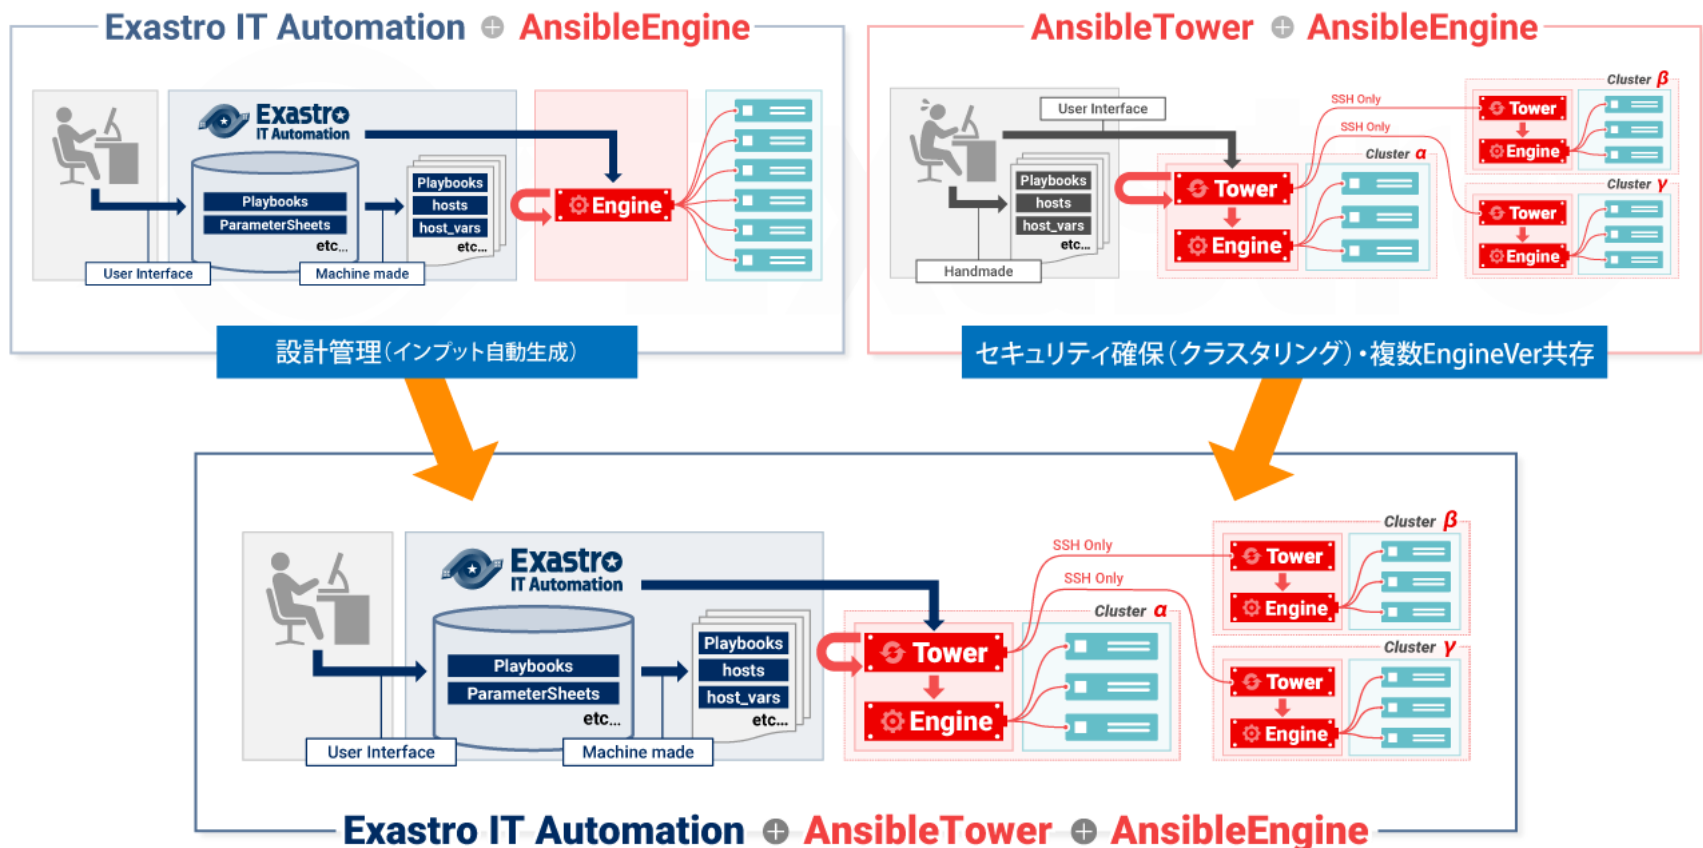 Exastro IT Automation + AnsibleEngine
Exastro
IT Automation
Playbooks
ParameterSheets
etc...
Playbooks
hosts
host_vars
etc...
User Interface
Machine made
Engine
設計管理(インプット自動生成)
AnsibleTower + AnsibleEngine
User Interface
Playbooks
hosts
host_vars
etc...
Handmade
SSH Only
SSH Only
Cluster α
Tower
Engine
Cluster β
Tower
Engine
Cluster γ
Tower
Engine
セキュリティ確保(クラスタリング)・複数EngineVer共存
Exastro
IT Automation
Playbooks
ParameterSheets
etc...
Playbooks
hosts
host_vars
etc...
User Interface
Machine made
SSH Only
SSH Only
Cluster α
Tower
Engine
Cluster β
Tower
Engine
Cluster γ
Tower
Engine
Exastro IT Automation + AnsibleTower + AnsibleEngine